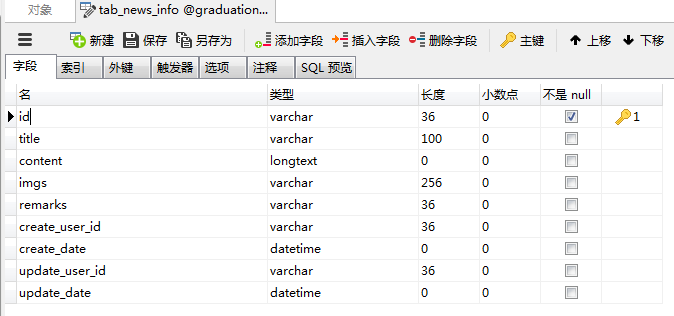 对象 tab_news_info @graduation...
新建 保存 另存为 添加字段 插入字段 删除字段 主键 上移 下移
字段 索引 外键 触发器 选项 注释 SQL 预览
名 类型 长度 小数点 不是 null
id varchar 36 0 1
title varchar 100 0
content longtext 0 0
imgs varchar 256 0
remarks varchar 36 0
create_user_id varchar 36 0
create_date datetime 0 0
update_user_id varchar 36 0
update_date datetime 0 0